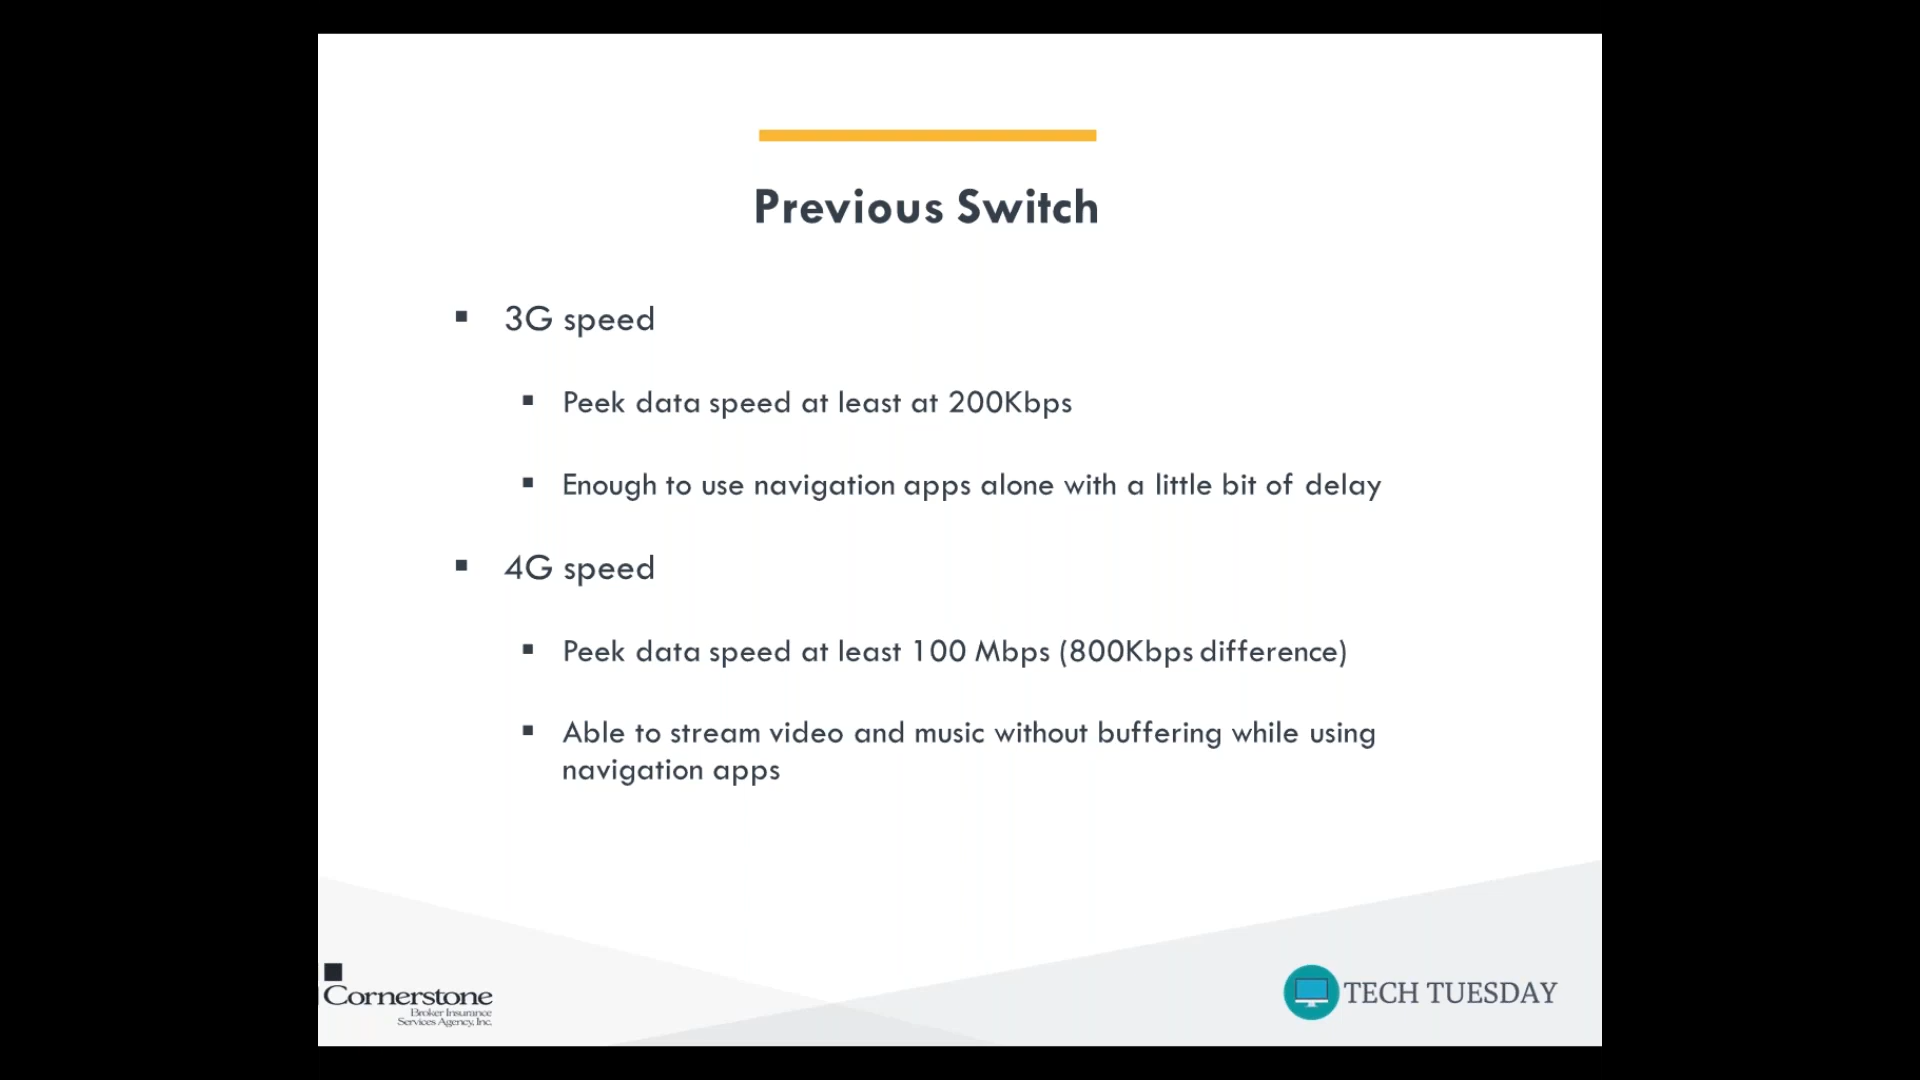 Previous Switch
3G speed
Peek data speed at least at 200Kbps
Enough to use navigation apps alone with a little bit of delay
4G speed
Peek data speed at least 100 Mbps (800Kbps difference)
Able to stream video and music without buffering while using
navigation apps
Cornerstone
Broker Insurance
Services Agency, Inc.
TECH TUESDAY